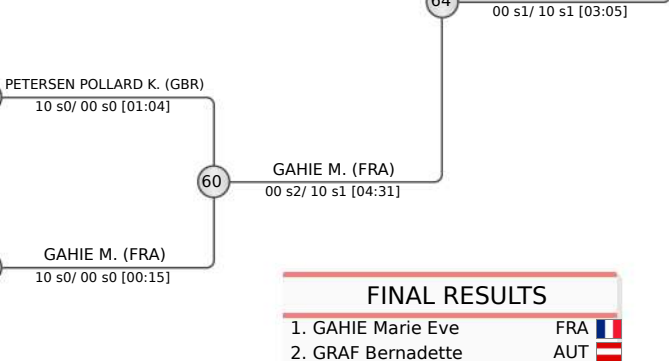 64
00 s1/ 10 s1 [03:05]
PETERSEN POLLARD K. (GBR)
10 s0/ 00 s0 [01:04]
60
GAHIE M. (FRA)
00 s2/ 10 s1 [04:31]
GAHIE M. (FRA)
10 s0/ 00 s0 [00:15]
FINAL RESULTS
1. GAHIE Marie Eve FRA
2. GRAF Bernadette AUT